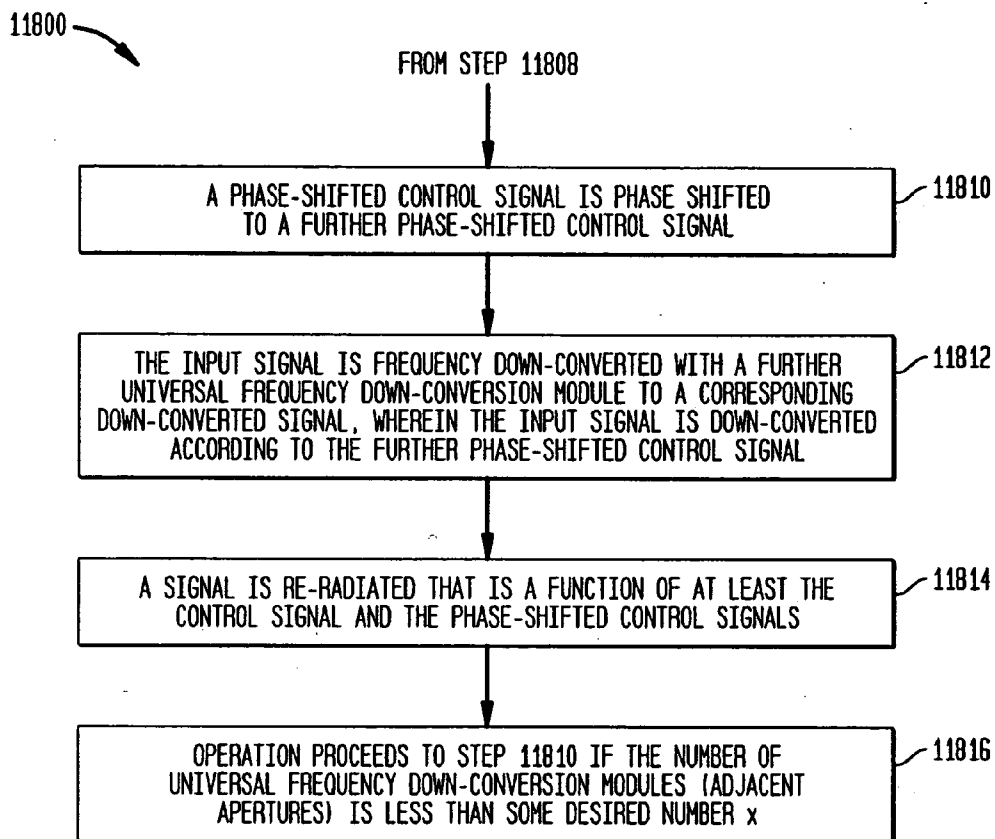 11800
FROM STEP 11808
A PHASE-SHIFTED CONTROL SIGNAL IS PHASE SHIFTED
TO A FURTHER PHASE-SHIFTED CONTROL SIGNAL
11810
THE INPUT SIGNAL IS FREQUENCY DOWN-CONVERTED WITH A FURTHER
UNIVERSAL FREQUENCY DOWN-CONVERSION MODULE TO A CORRESPONDING
DOWN-CONVERTED SIGNAL, WHEREIN THE INPUT SIGNAL IS DOWN-CONVERTED
ACCORDING TO THE FURTHER PHASE-SHIFTED CONTROL SIGNAL
11812
A SIGNAL IS RE-RADIATED THAT IS A FUNCTION OF AT LEAST THE
CONTROL SIGNAL AND THE PHASE-SHIFTED CONTROL SIGNALS
11814
OPERATION PROCEEDS TO STEP 11810 IF THE NUMBER OF
UNIVERSAL FREQUENCY DOWN-CONVERSION MODULES (ADJACENT
APERTURES) IS LESS THAN SOME DESIRED NUMBER x
11816